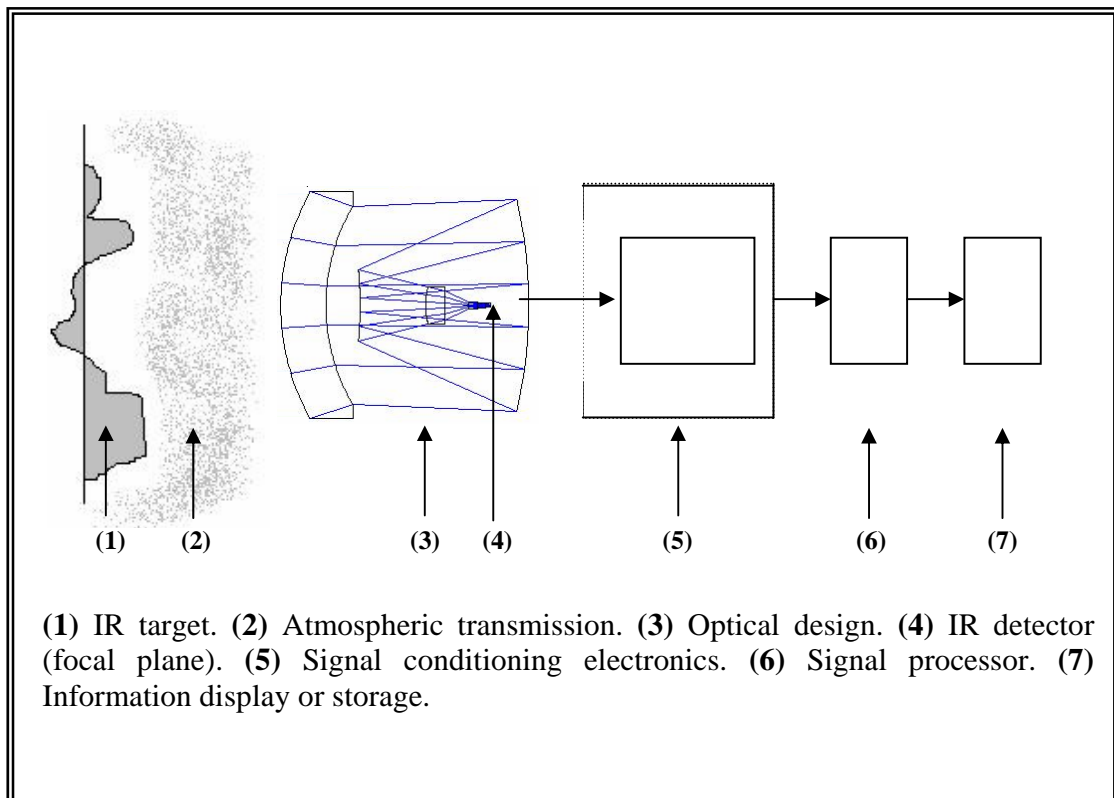 (1) (2) (3) (4) (5) (6) (7)
(1) IR target. (2) Atmospheric transmission. (3) Optical design. (4) IR detector
(focal plane). (5) Signal conditioning electronics. (6) Signal processor. (7)
Information display or storage.